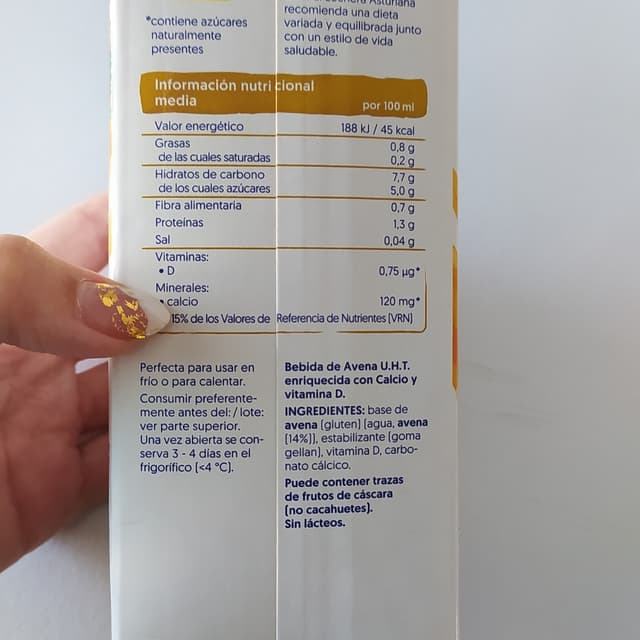 *contiene azúcares
naturalmente
presentes
recomienda una dieta
variada y equilibrada junto
con un estilo de vida
saludable.
Información nutricional
media por 100 ml
Valor energético 188 kJ / 45 kcal
Grasas 0,8 g
de las cuales saturadas 0,2 g
Hidratos de carbono 7,7 g
de los cuales azúcares 5,0 g
Fibra alimentaria 0,7 g
Proteínas 1,3 g
Sal 0,04 g
Vitaminas:
• D 0,75 µg*
Minerales:
• calcio 120 mg*
15% de los Valores de Referencia de Nutrientes (VRN)
Perfecta para usar en
frío o para calentar.
Consumir preferente-
mente antes del: / lote:
ver parte superior.
Una vez abierta se con-
serva 3 - 4 días en el
frigorífico (<4 °C).
Bebida de Avena U.H.T.
enriquecida con Calcio y
vitamina D.
INGREDIENTES: base de
avena (gluten) (agua, avena
(14%)), estabilizante (goma
gellan), vitamina D, carbo-
nato cálcico.
Puede contener trazas
de frutos de cáscara
(no cacahuetes).
Sin lácteos.